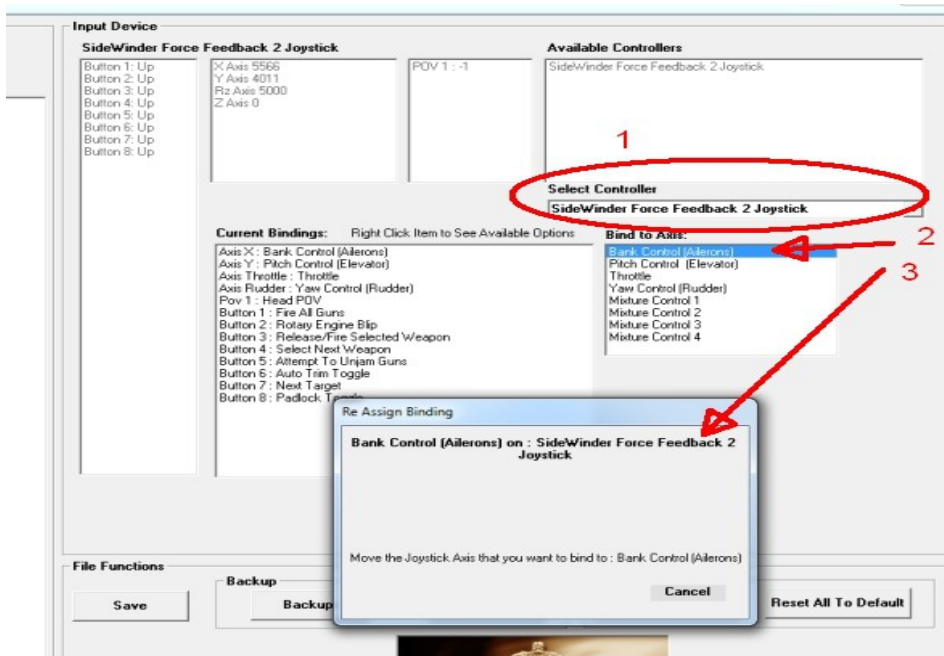 Input Device
SideWinder Force Feedback 2 Joystick
Button 1: Up
Button 2: Up
Button 3: Up
Button 4: Up
Button 5: Up
Button 6: Up
Button 7: Up
Button 8: Up
X Axis 5566
Y Axis 4011
Rz Axis 5000
Z Axis 0
POV 1 : -1
Available Controllers
SideWinder Force Feedback 2 Joystick
1
Select Controller
SideWinder Force Feedback 2 Joystick
Current Bindings: Right Click Item to See Available Options
Axis X : Bank Control (Ailerons)
Axis Y : Pitch Control (Elevator)
Axis Throttle : Throttle
Axis Rudder : Yaw Control (Rudder)
Pov 1 : Head POV
Button 1 : Fire All Guns
Button 2 : Rotary Engine Blip
Button 3 : Release/Fire Selected Weapon
Button 4 : Select Next Weapon
Button 5 : Attempt To Unjam Guns
Button 6 : Auto Trim Toggle
Button 7 : Next Target
Button 8 : Padlock
Bind to Axis:
Bank Control (Ailerons)
Pitch Control (Elevator)
Throttle
Yaw Control (Rudder)
Mixture Control 1
Mixture Control 2
Mixture Control 3
Mixture Control 4
2
3
Re Assign Binding
Bank Control (Ailerons) on : SideWinder Force Feedback 2
Joystick
Move the Joystick Axis that you want to bind to : Bank Control (Ailerons)
Cancel
File Functions
Save
Backup
Backup
Reset All To Default